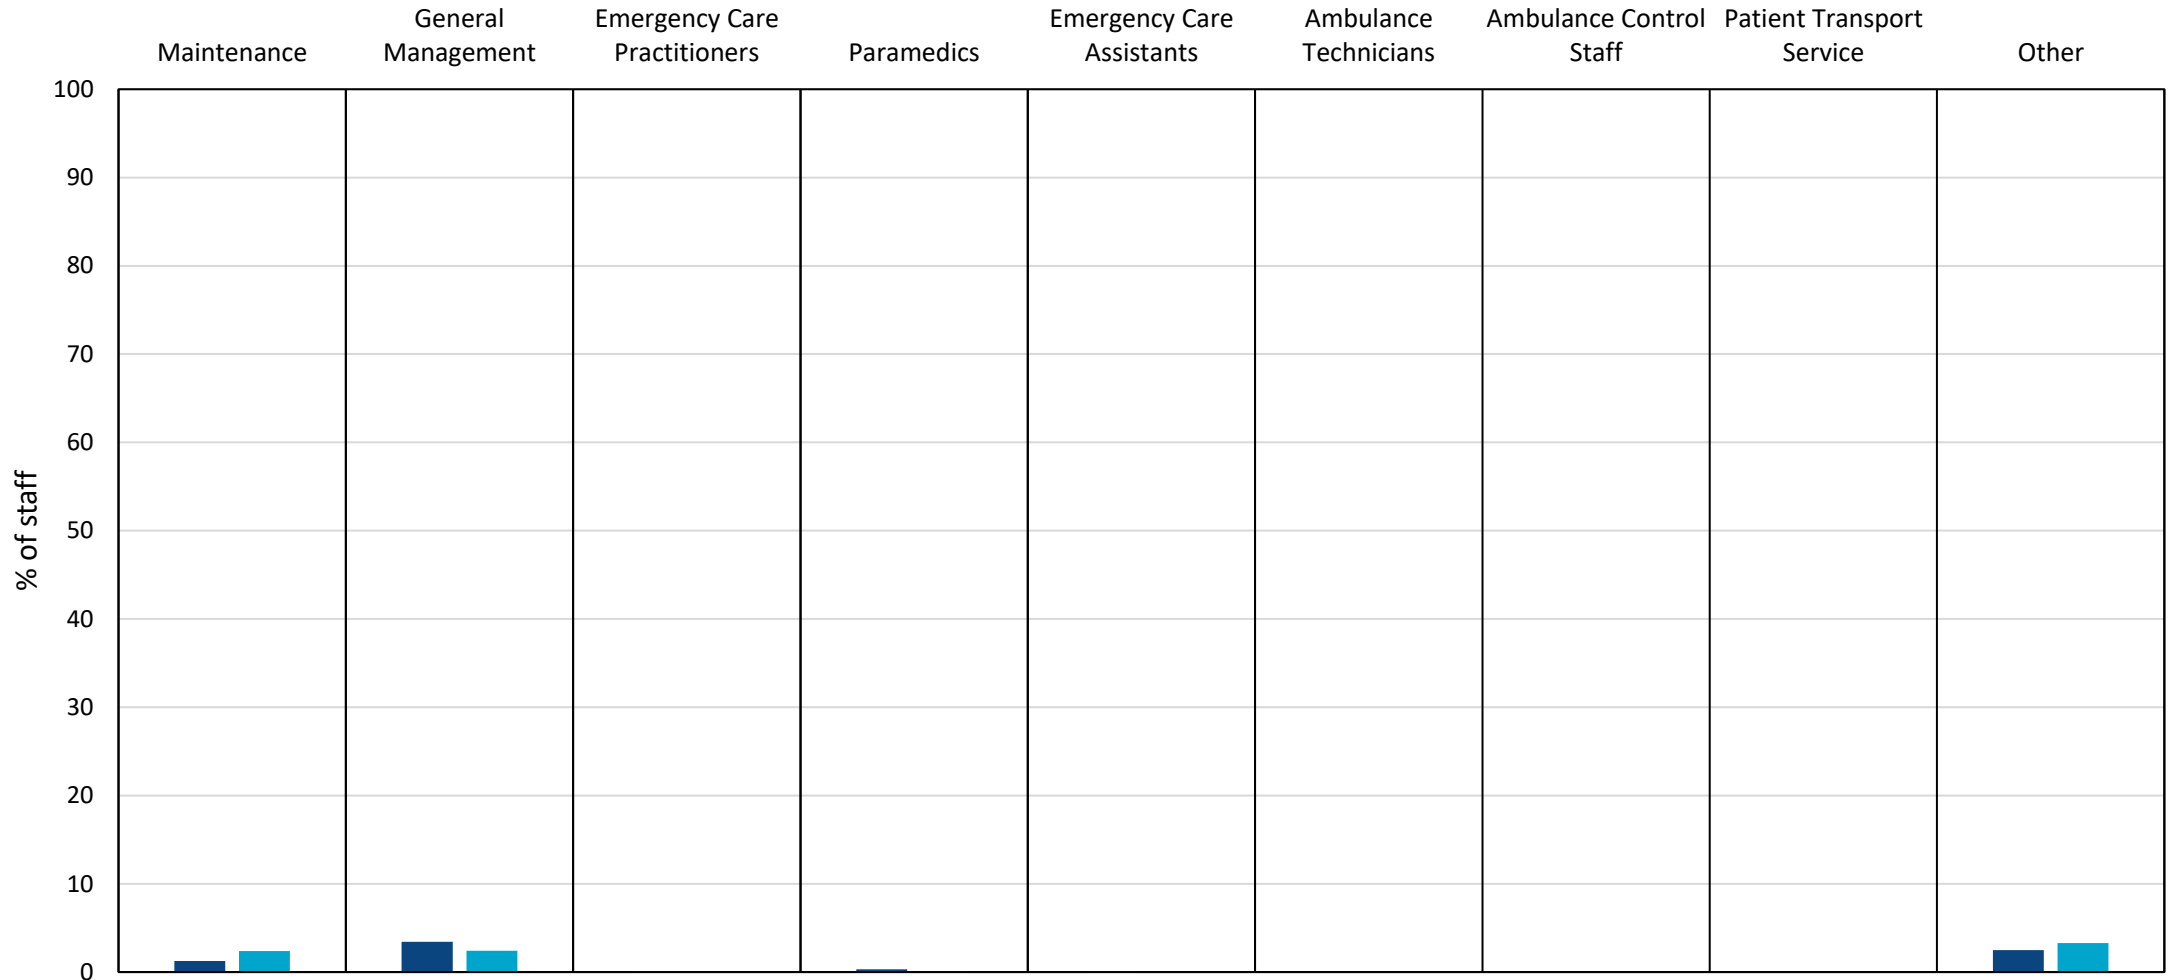 Maintenance
General
Management
Emergency Care
Practitioners
Paramedics
Emergency Care
Assistants
Ambulance
Technicians
Ambulance Control
Staff
Patient Transport
Service
Other
100
90
80
70
60
50
40
30
20
10
0
% of staff